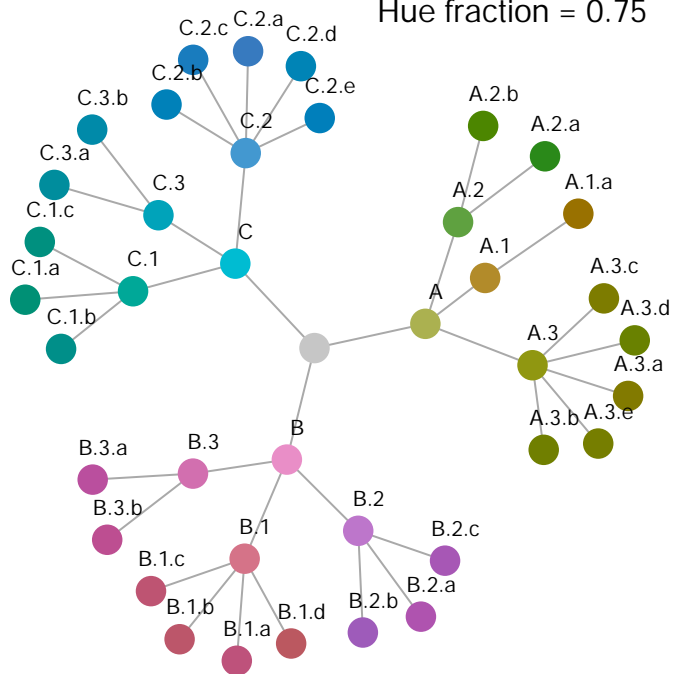 Hue fraction = 0.75
C.2.c
C.2.a
C.2.d
C.2.b
C.2.e
C.2
C.3.b
C.3.a
C.3
C.1.c
C
C.1.a
C.1
C.1.b
A.2.b
A.2.a
A.2
A.1.a
A.1
A
A.3.c
A.3.d
A.3
A.3.a
A.3.b
A.3.e
B
B.3.a
B.3
B.3.b
B.2
B.1
B.2.c
B.1.c
B.2.a
B.1.b
B.2.b
B.1.a
B.1.d